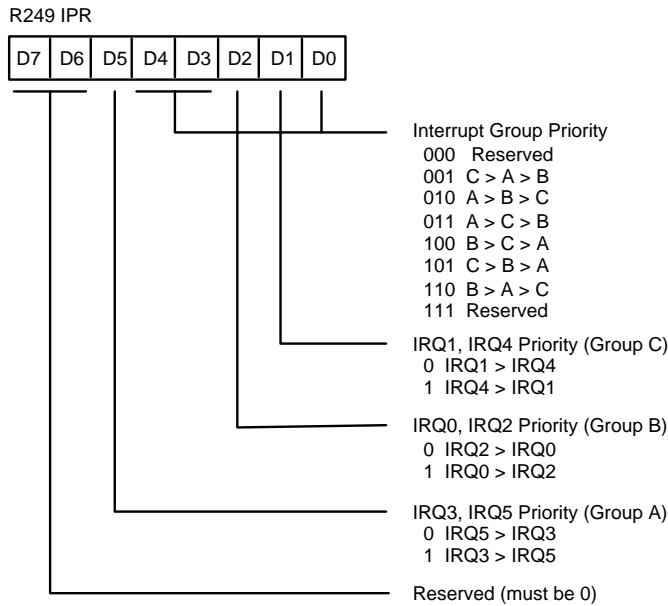 R249 IPR
D7 D6 D5 D4 D3 D2 D1 D0
Interrupt Group Priority
000 Reserved
001 C > A > B
010 A > B > C
011 A > C > B
100 B > C > A
101 C > B > A
110 B > A > C
111 Reserved
IRQ1, IRQ4 Priority (Group C)
0 IRQ1 > IRQ4
1 IRQ4 > IRQ1
IRQ0, IRQ2 Priority (Group B)
0 IRQ2 > IRQ0
1 IRQ0 > IRQ2
IRQ3, IRQ5 Priority (Group A)
0 IRQ5 > IRQ3
1 IRQ3 > IRQ5
Reserved (must be 0)